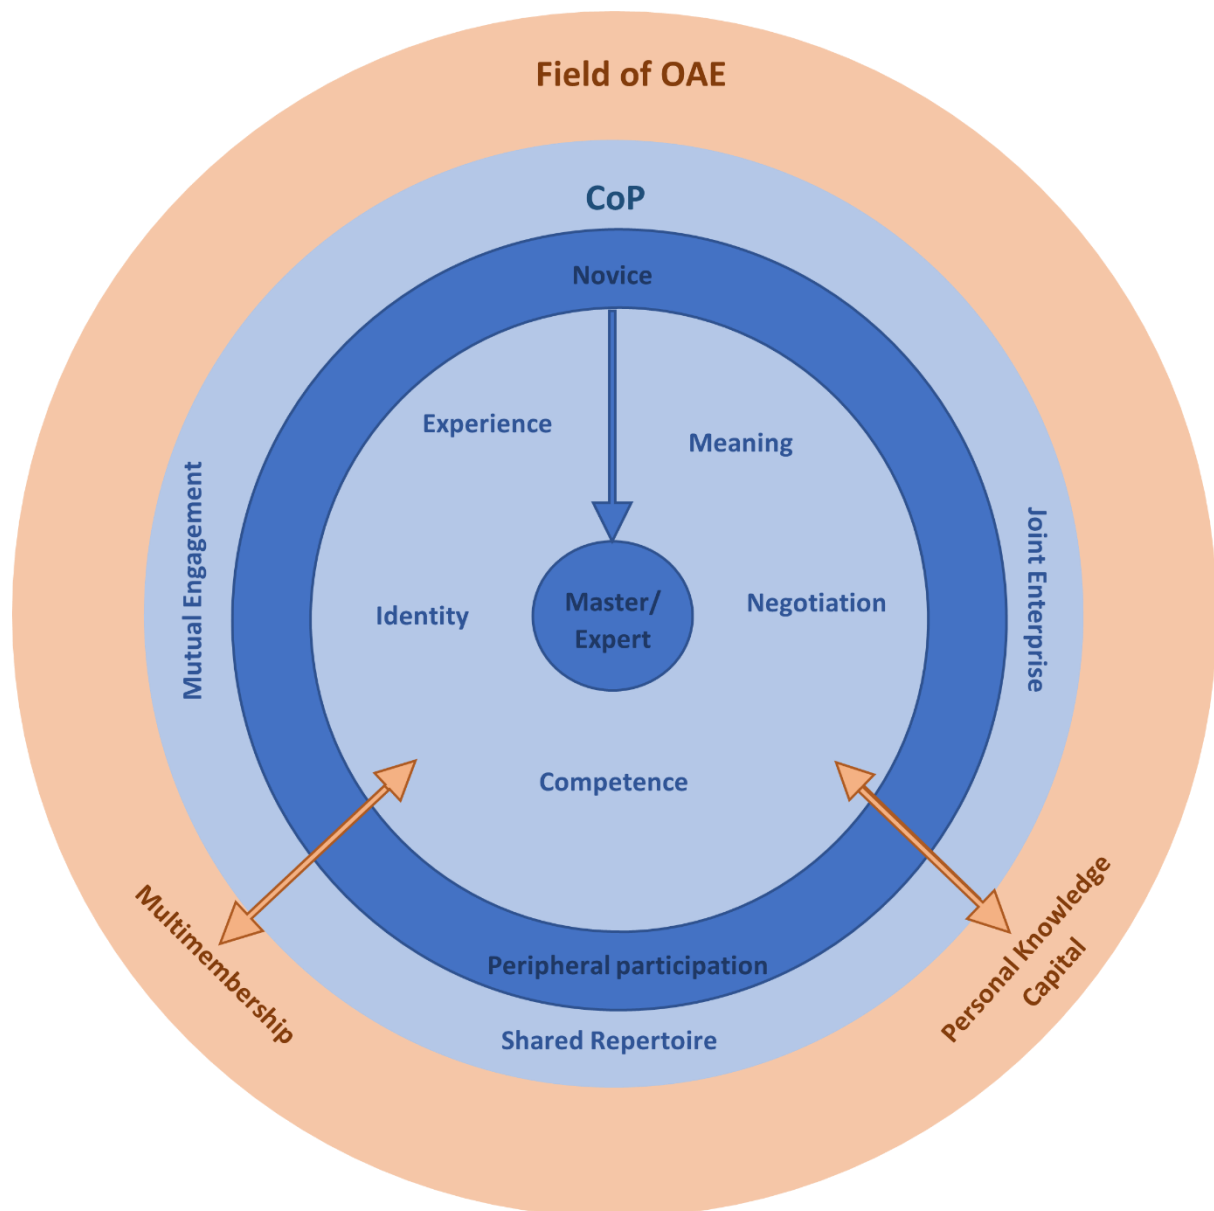 Field of OAE
CoP
Novice
Experience
Meaning
Mutual Engagement
Joint Enterprise
Identity
Master/
Expert
Negotiation
Competence
Multimembership
Personal Knowledge
Capital
Peripheral participation
Shared Repertoire